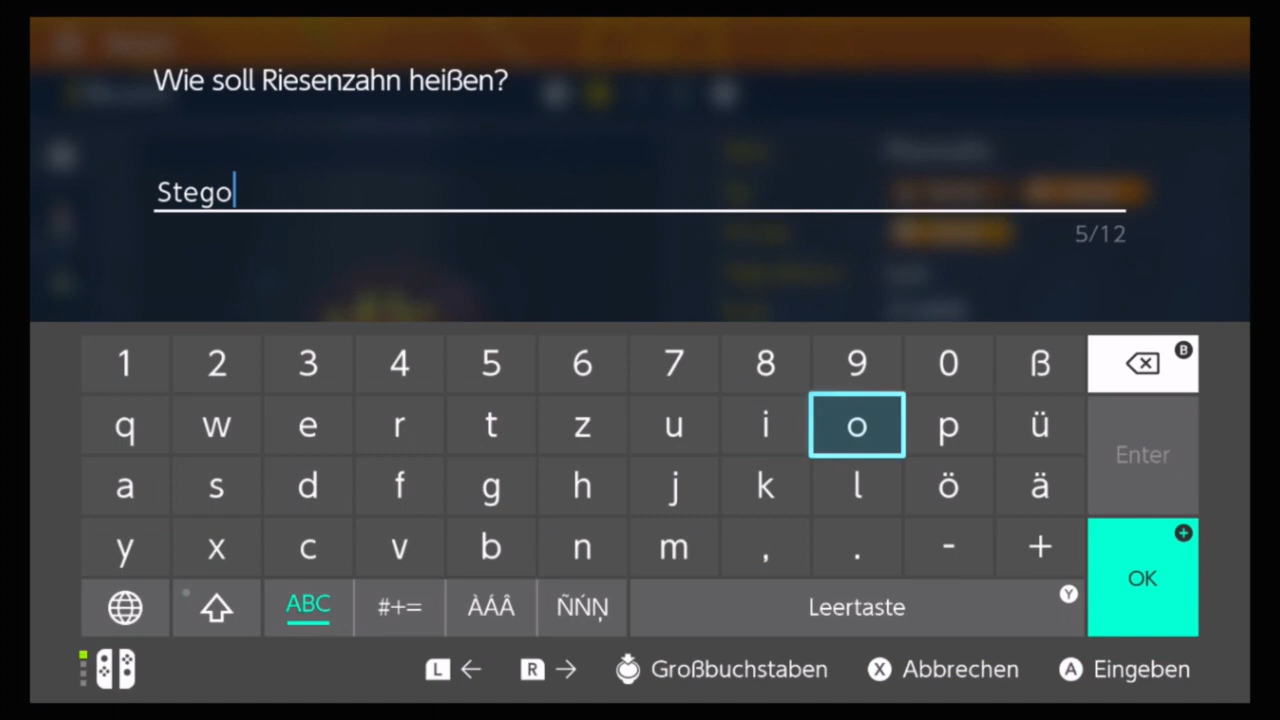 Wie soll Riesenzahn heißen?
Stego
5/12
1 2 3 4 5 6 7 8 9 0 ß B
q w e r t z u i o p ü Enter
a s d f g h j k l ö ä
y x c v b n m , . - + OK +
ABC #+= ÀÁÂ ÑŃŅ Leertaste Y
L ← R → Großbuchstaben X Abbrechen A Eingeben